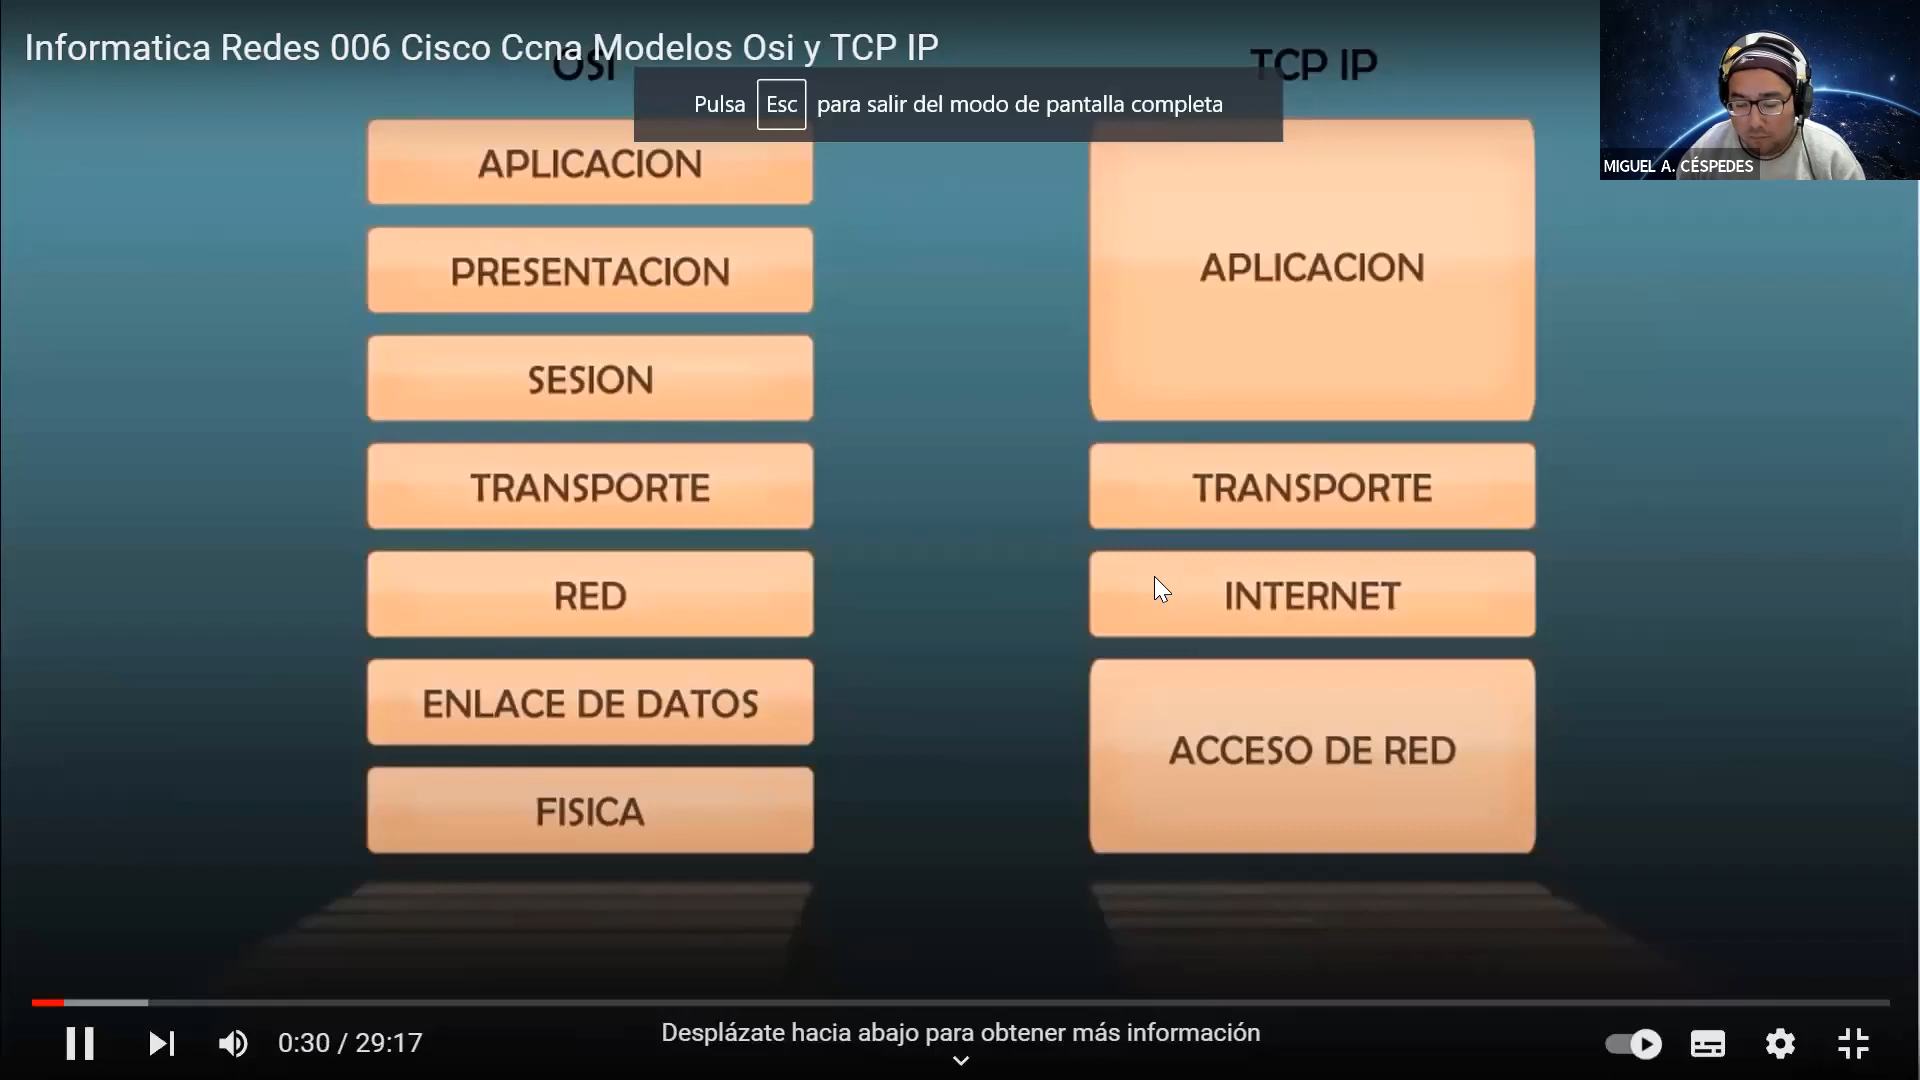 Informatica Redes 006 Cisco Ccna Modelos Osi y TCP IP
OSI
TCP IP
Pulsa Esc para salir del modo de pantalla completa
MIGUEL A. CÉSPEDES
APLICACION
PRESENTACION
SESION
TRANSPORTE
RED
ENLACE DE DATOS
FISICA
APLICACION
TRANSPORTE
INTERNET
ACCESO DE RED
0:30 / 29:17
Desplázate hacia abajo para obtener más información